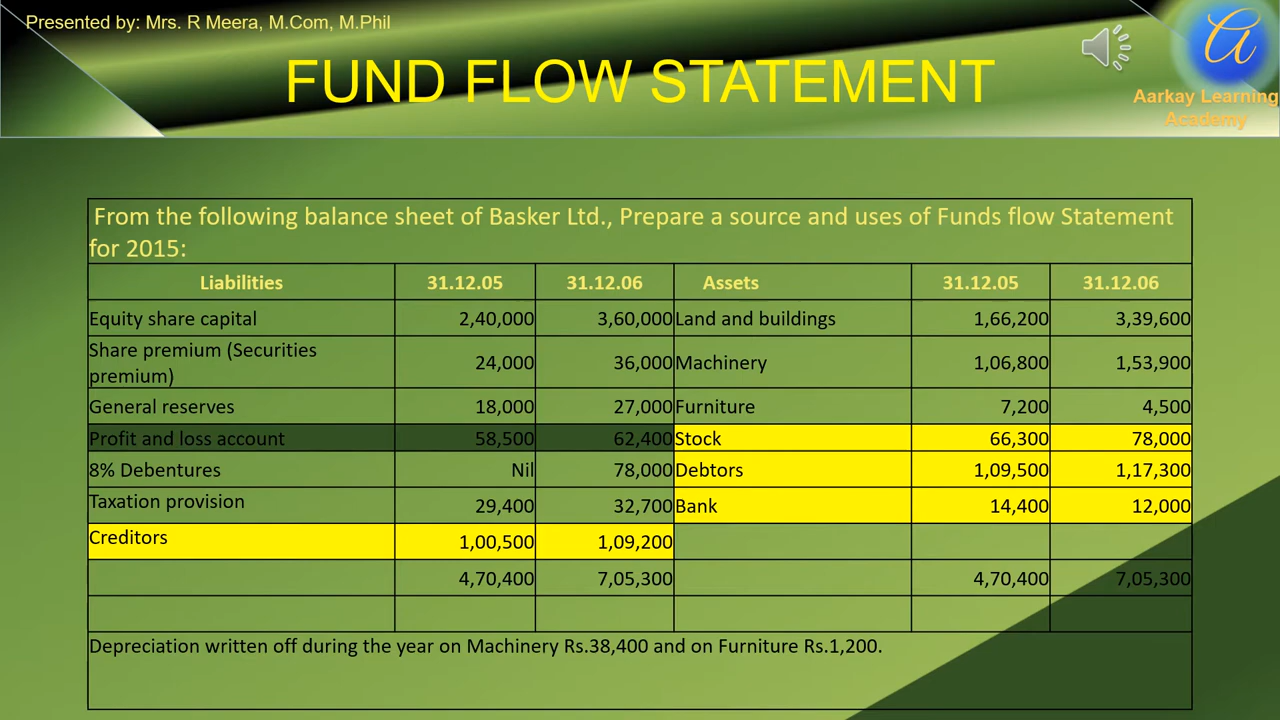 Presented by: Mrs. R Meera, M.Com, M.Phil
a
FUND FLOW STATEMENT
Aarkay Learning
Academy
From the following balance sheet of Basker Ltd., Prepare a source and uses of Funds flow Statement
for 2015:
Liabilities 31.12.05 31.12.06 Assets 31.12.05 31.12.06
Equity share capital 2,40,000 3,60,000 Land and buildings 1,66,200 3,39,600
Share premium (Securities
premium) 24,000 36,000 Machinery 1,06,800 1,53,900
General reserves 18,000 27,000 Furniture 7,200 4,500
Profit and loss account 58,500 62,400 Stock 66,300 78,000
8% Debentures Nil 78,000 Debtors 1,09,500 1,17,300
Taxation provision 29,400 32,700 Bank 14,400 12,000
Creditors 1,00,500 1,09,200
4,70,400 7,05,300 4,70,400 7,05,300
Depreciation written off during the year on Machinery Rs.38,400 and on Furniture Rs.1,200.